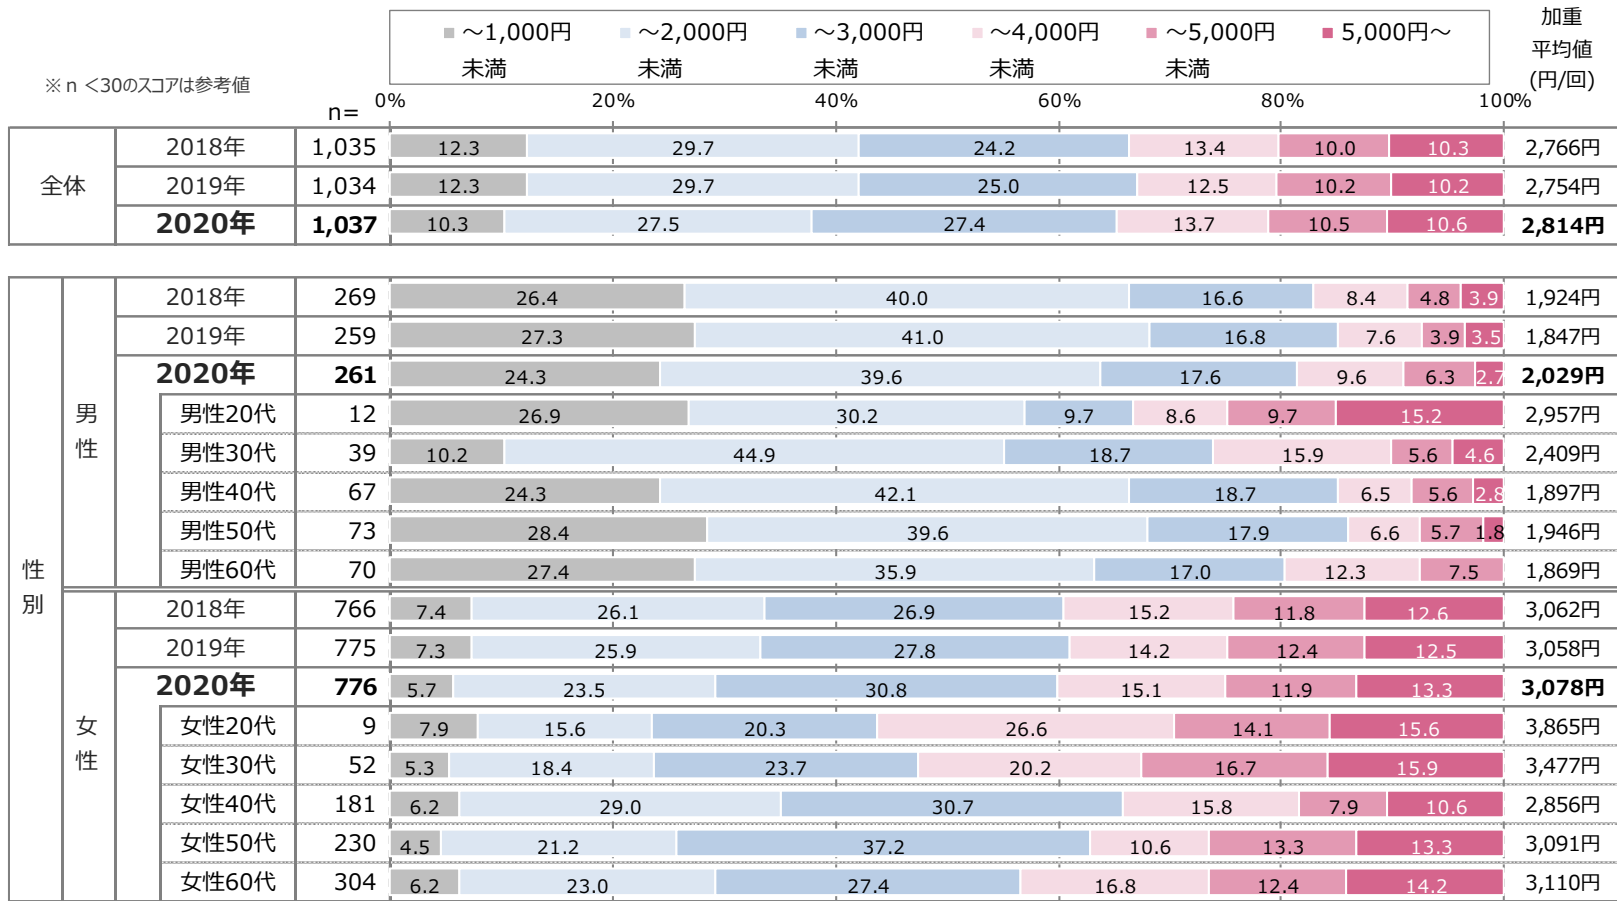 ～1,000円 ～2,000円 ～3,000円 ～4,000円 ～5,000円 5,000円～
未満 未満 未満 未満 未満
加重
平均値
(円/回)
※ｎ＜30のスコアは参考値
n=
0% 20% 40% 60% 80% 100%
全体
2018年 1,035 12.3 29.7 24.2 13.4 10.0 10.3 2,766円
2019年 1,034 12.3 29.7 25.0 12.5 10.2 10.2 2,754円
2020年 1,037 10.3 27.5 27.4 13.7 10.5 10.6 2,814円
性別
男性
2018年 269 26.4 40.0 16.6 8.4 4.8 3.9 1,924円
2019年 259 27.3 41.0 16.8 7.6 3.9 3.5 1,847円
2020年 261 24.3 39.6 17.6 9.6 6.3 2.7 2,029円
男性20代 12 26.9 30.2 9.7 8.6 9.7 15.2 2,957円
男性30代 39 10.2 44.9 18.7 15.9 5.6 4.6 2,409円
男性40代 67 24.3 42.1 18.7 6.5 5.6 2.8 1,897円
男性50代 73 28.4 39.6 17.9 6.6 5.7 1.8 1,946円
男性60代 70 27.4 35.9 17.0 12.3 7.5 1,869円
女性
2018年 766 7.4 26.1 26.9 15.2 11.8 12.6 3,062円
2019年 775 7.3 25.9 27.8 14.2 12.4 12.5 3,058円
2020年 776 5.7 23.5 30.8 15.1 11.9 13.3 3,078円
女性20代 9 7.9 15.6 20.3 26.6 14.1 15.6 3,865円
女性30代 52 5.3 18.4 23.7 20.2 16.7 15.9 3,477円
女性40代 181 6.2 29.0 30.7 15.8 7.9 10.6 2,856円
女性50代 230 4.5 21.2 37.2 10.6 13.3 13.3 3,091円
女性60代 304 6.2 23.0 27.4 16.8 12.4 14.2 3,110円